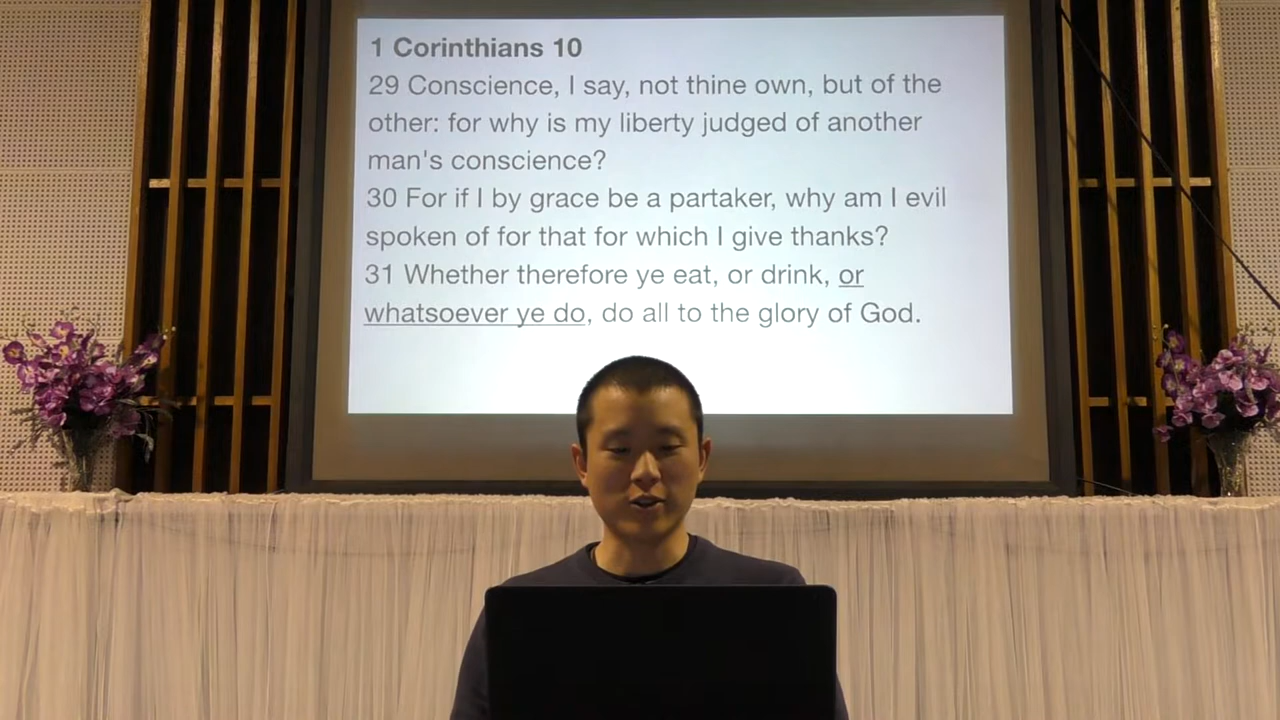 1 Corinthians 10
29 Conscience, I say, not thine own, but of the
other: for why is my liberty judged of another
man's conscience?
30 For if I by grace be a partaker, why am I evil
spoken of for that for which I give thanks?
31 Whether therefore ye eat, or drink, or
whatsoever ye do, do all to the glory of God.